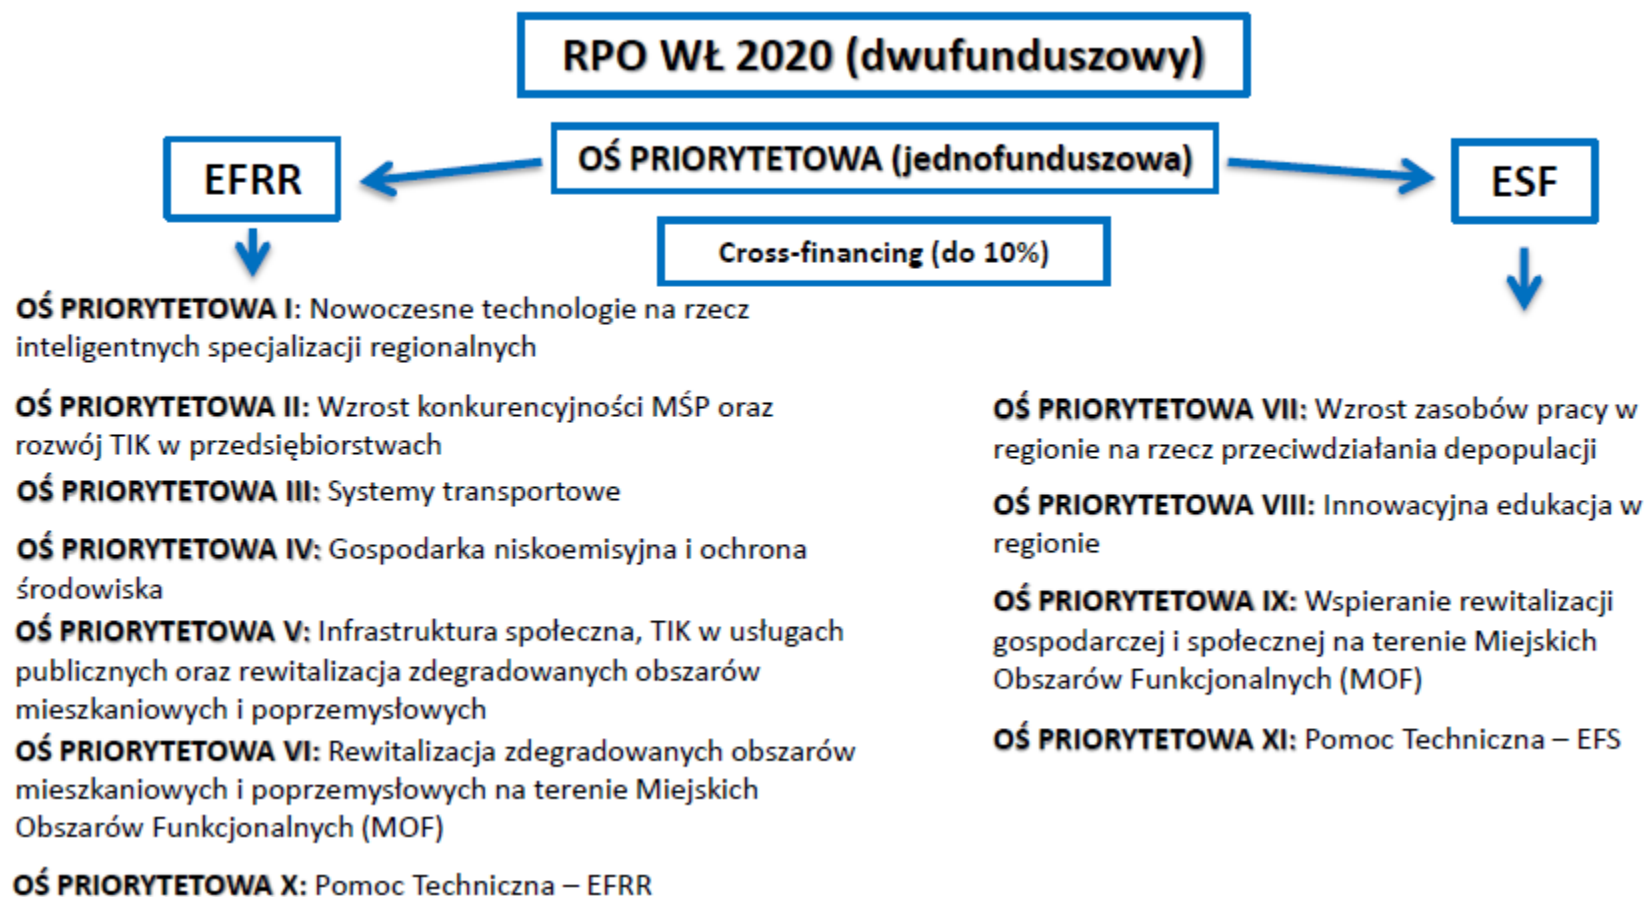 RPO WŁ 2020 (dwufunduszowy)
OŚ PRIORYTETOWA (jednofunduszowa)
EFRR
ESF
Cross-financing (do 10%)
OŚ PRIORYTETOWA I: Nowoczesne technologie na rzecz
inteligentnych specjalizacji regionalnych
OŚ PRIORYTETOWA II: Wzrost konkurencyjności MŚP oraz
rozwój TIK w przedsiębiorstwach
OŚ PRIORYTETOWA III: Systemy transportowe
OŚ PRIORYTETOWA IV: Gospodarka niskoemisyjna i ochrona
środowiska
OŚ PRIORYTETOWA V: Infrastruktura społeczna, TIK w usługach
publicznych oraz rewitalizacja zdegradowanych obszarów
mieszkaniowych i poprzemysłowych
OŚ PRIORYTETOWA VI: Rewitalizacja zdegradowanych obszarów
mieszkaniowych i poprzemysłowych na terenie Miejskich
Obszarów Funkcjonalnych (MOF)
OŚ PRIORYTETOWA X: Pomoc Techniczna – EFRR
OŚ PRIORYTETOWA VII: Wzrost zasobów pracy w
regionie na rzecz przeciwdziałania depopulacji
OŚ PRIORYTETOWA VIII: Innowacyjna edukacja w
regionie
OŚ PRIORYTETOWA IX: Wspieranie rewitalizacji
gospodarczej i społecznej na terenie Miejskich
Obszarów Funkcjonalnych (MOF)
OŚ PRIORYTETOWA XI: Pomoc Techniczna – EFS